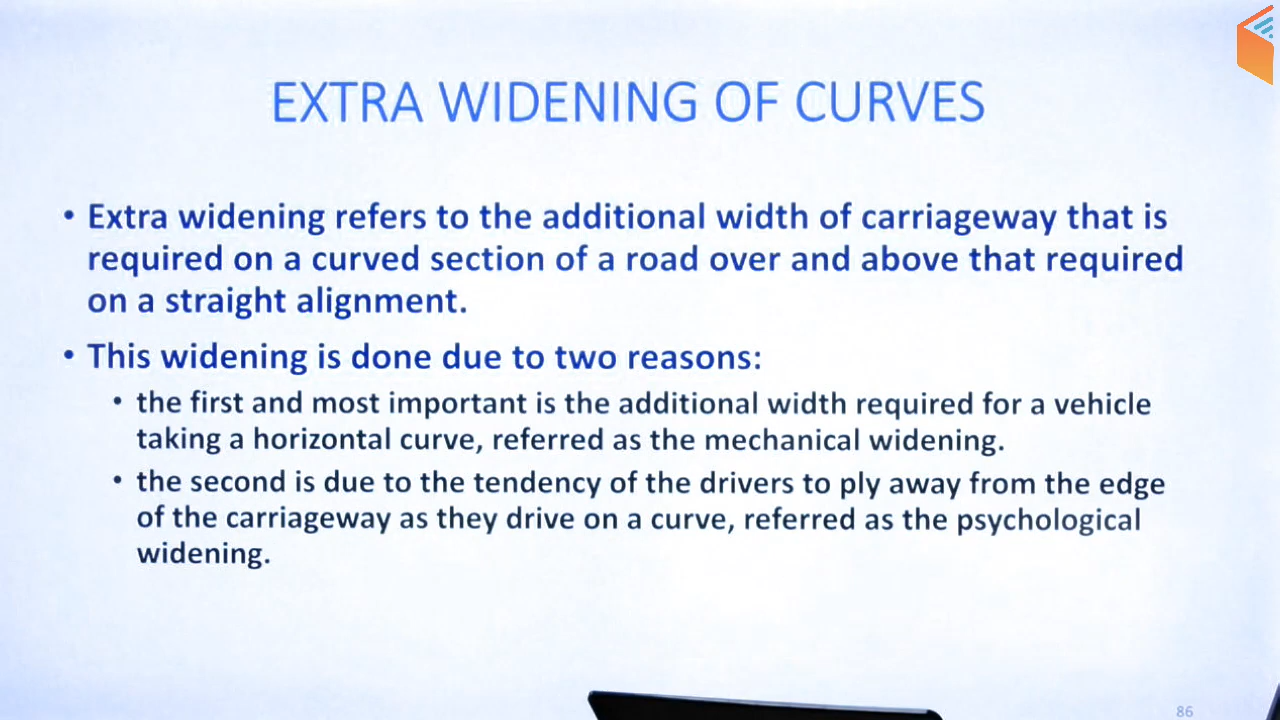 EXTRA WIDENING OF CURVES
• Extra widening refers to the additional width of carriageway that is
required on a curved section of a road over and above that required
on a straight alignment.
• This widening is done due to two reasons:
• the first and most important is the additional width required for a vehicle
taking a horizontal curve, referred as the mechanical widening.
• the second is due to the tendency of the drivers to ply away from the edge
of the carriageway as they drive on a curve, referred as the psychological
widening.
86